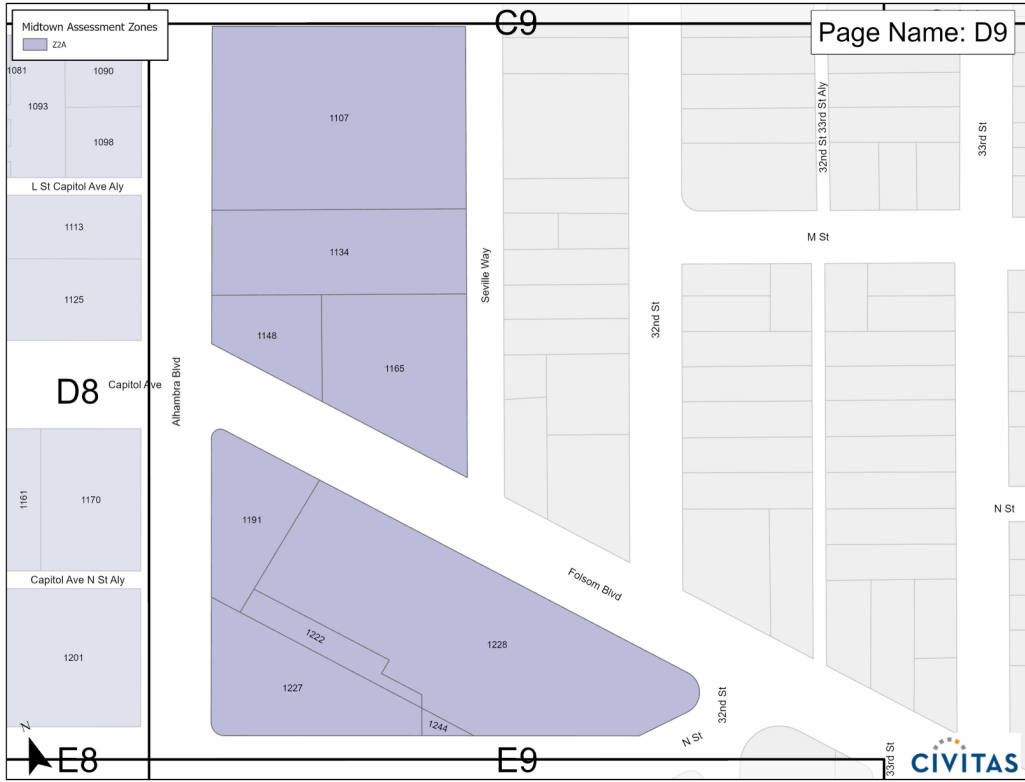 Midtown Assessment Zones
Z2A
C9
Page Name: D9
1081
1090
1093
1098
1107
32nd St 33rd St Aly
33rd St
L St Capitol Ave Aly
1113
1134
M St
Seville Way
1125
32nd St
1148
1165
D8
Capitol Ave
Alhambra Blvd
1161
1170
1191
N St
Capitol Ave N St Aly
Folsom Blvd
1222
1228
1201
1227
32nd St
1244
N St
N
E8
E9
33rd St
CIVITAS